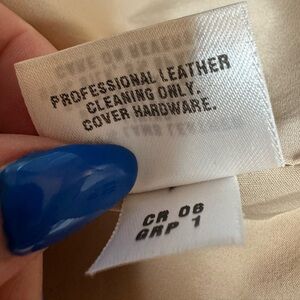 PROFESSIONAL LEATHER
CLEANING ONLY.
COVER HARDWARE.
CR 06
GRP 1